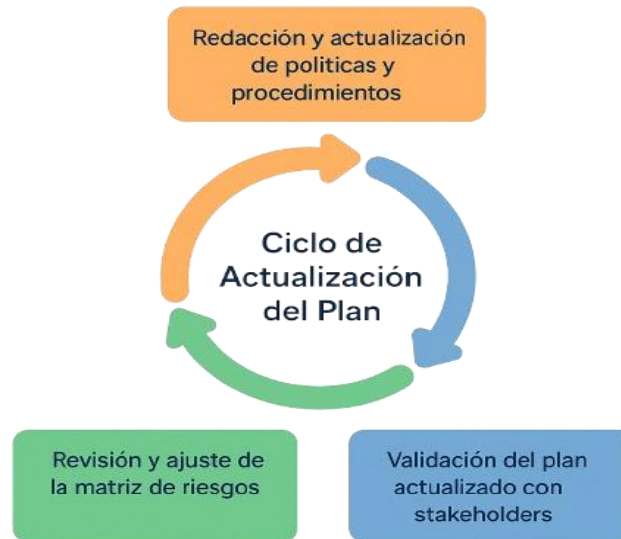 Redacción y actualización
de politicas y
procedimientos
Ciclo de
Actualización
del Plan
Revisión y ajuste de
la matriz de riesgos
Validación del plan
actualizado con
stakeholders